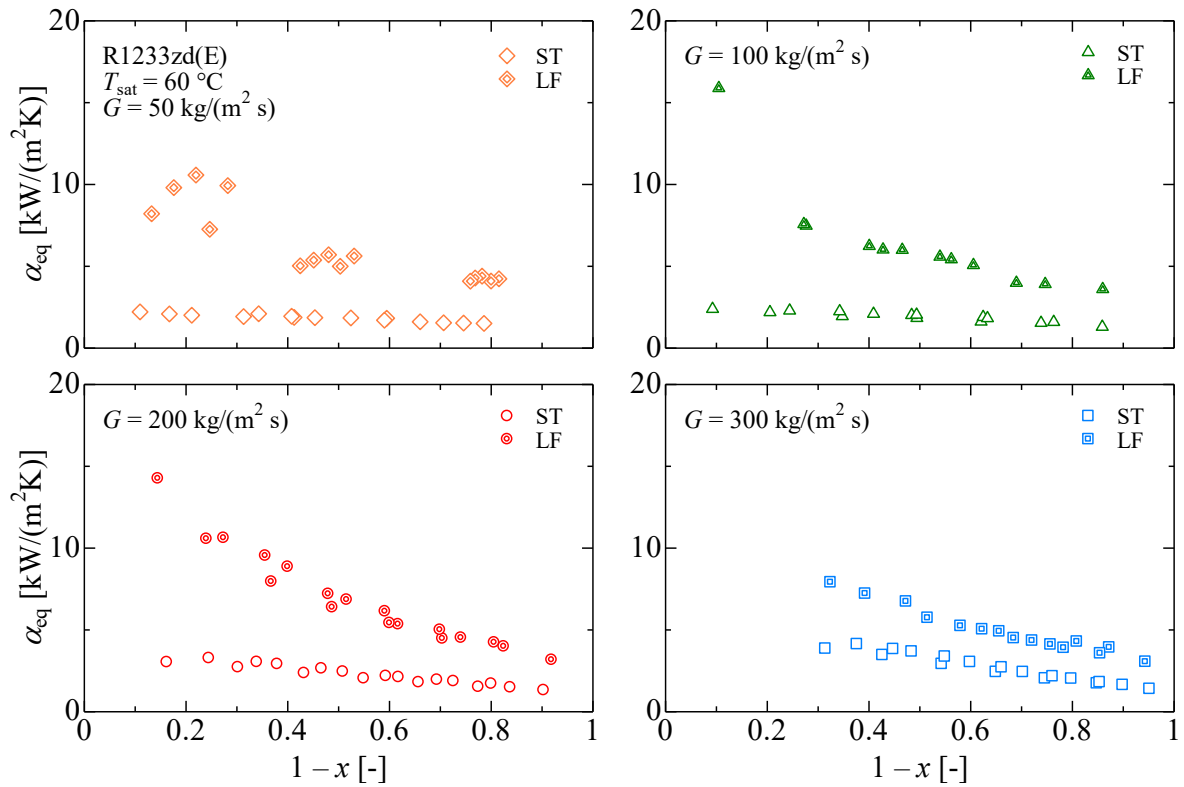 20
10
0
α_eq [kW/(m²K)]
R1233zd(E)
T_sat = 60 °C
G = 50 kg/(m² s)
ST
LF
20
10
0
G = 100 kg/(m² s)
ST
LF
20
10
0
α_eq [kW/(m²K)]
G = 200 kg/(m² s)
ST
LF
0 0.2 0.4 0.6 0.8 1
1 – x [-]
20
10
0
G = 300 kg/(m² s)
ST
LF
0 0.2 0.4 0.6 0.8 1
1 – x [-]